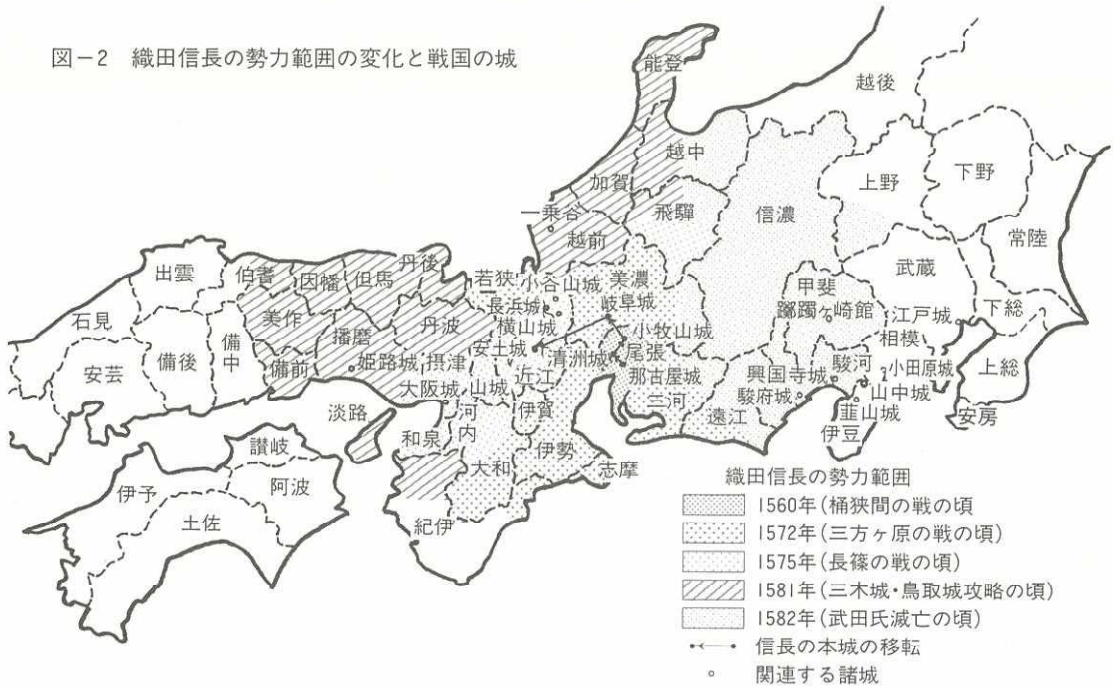 図−2 織田信長の勢力範囲の変化と戦国の城
能登
越後
越中
加賀
飛騨
信濃
上野
下野
常陸
一乗谷
越前
武蔵
出雲
伯耆
因幡
但馬
丹後
若狭
小谷山城
美濃
甲斐
躑躅ヶ崎館
長浜城
岐阜城
江戸城
下総
石見
美作
丹波
横山城
小牧山城
相模
備後
備中
播磨
安土城
清洲城
尾張
安芸
備前
姫路城
摂津
近江
那古屋城
興国寺城
駿河
小田原城
上総
大阪城
山城
三河
駿府城
山中城
淡路
河内
伊賀
遠江
韮山城
安房
和泉
伊豆
讃岐
大和
伊勢
志摩
伊予
阿波
土佐
紀伊
織田信長の勢力範囲
1560年(桶狭間の戦の頃
1572年(三方ヶ原の戦の頃)
1575年(長篠の戦の頃)
1581年(三木城・鳥取城攻略の頃)
1582年(武田氏滅亡の頃)
信長の本城の移転
関連する諸城